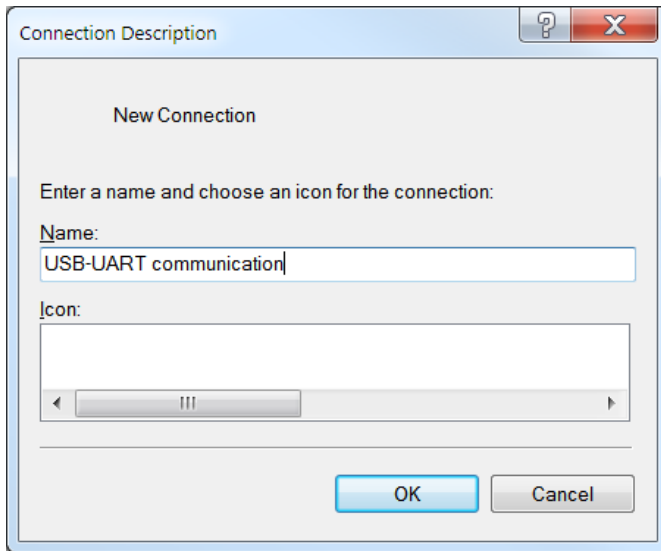 Connection Description
New Connection
Enter a name and choose an icon for the connection:
Name:
USB-UART communication
Icon:
OK
Cancel